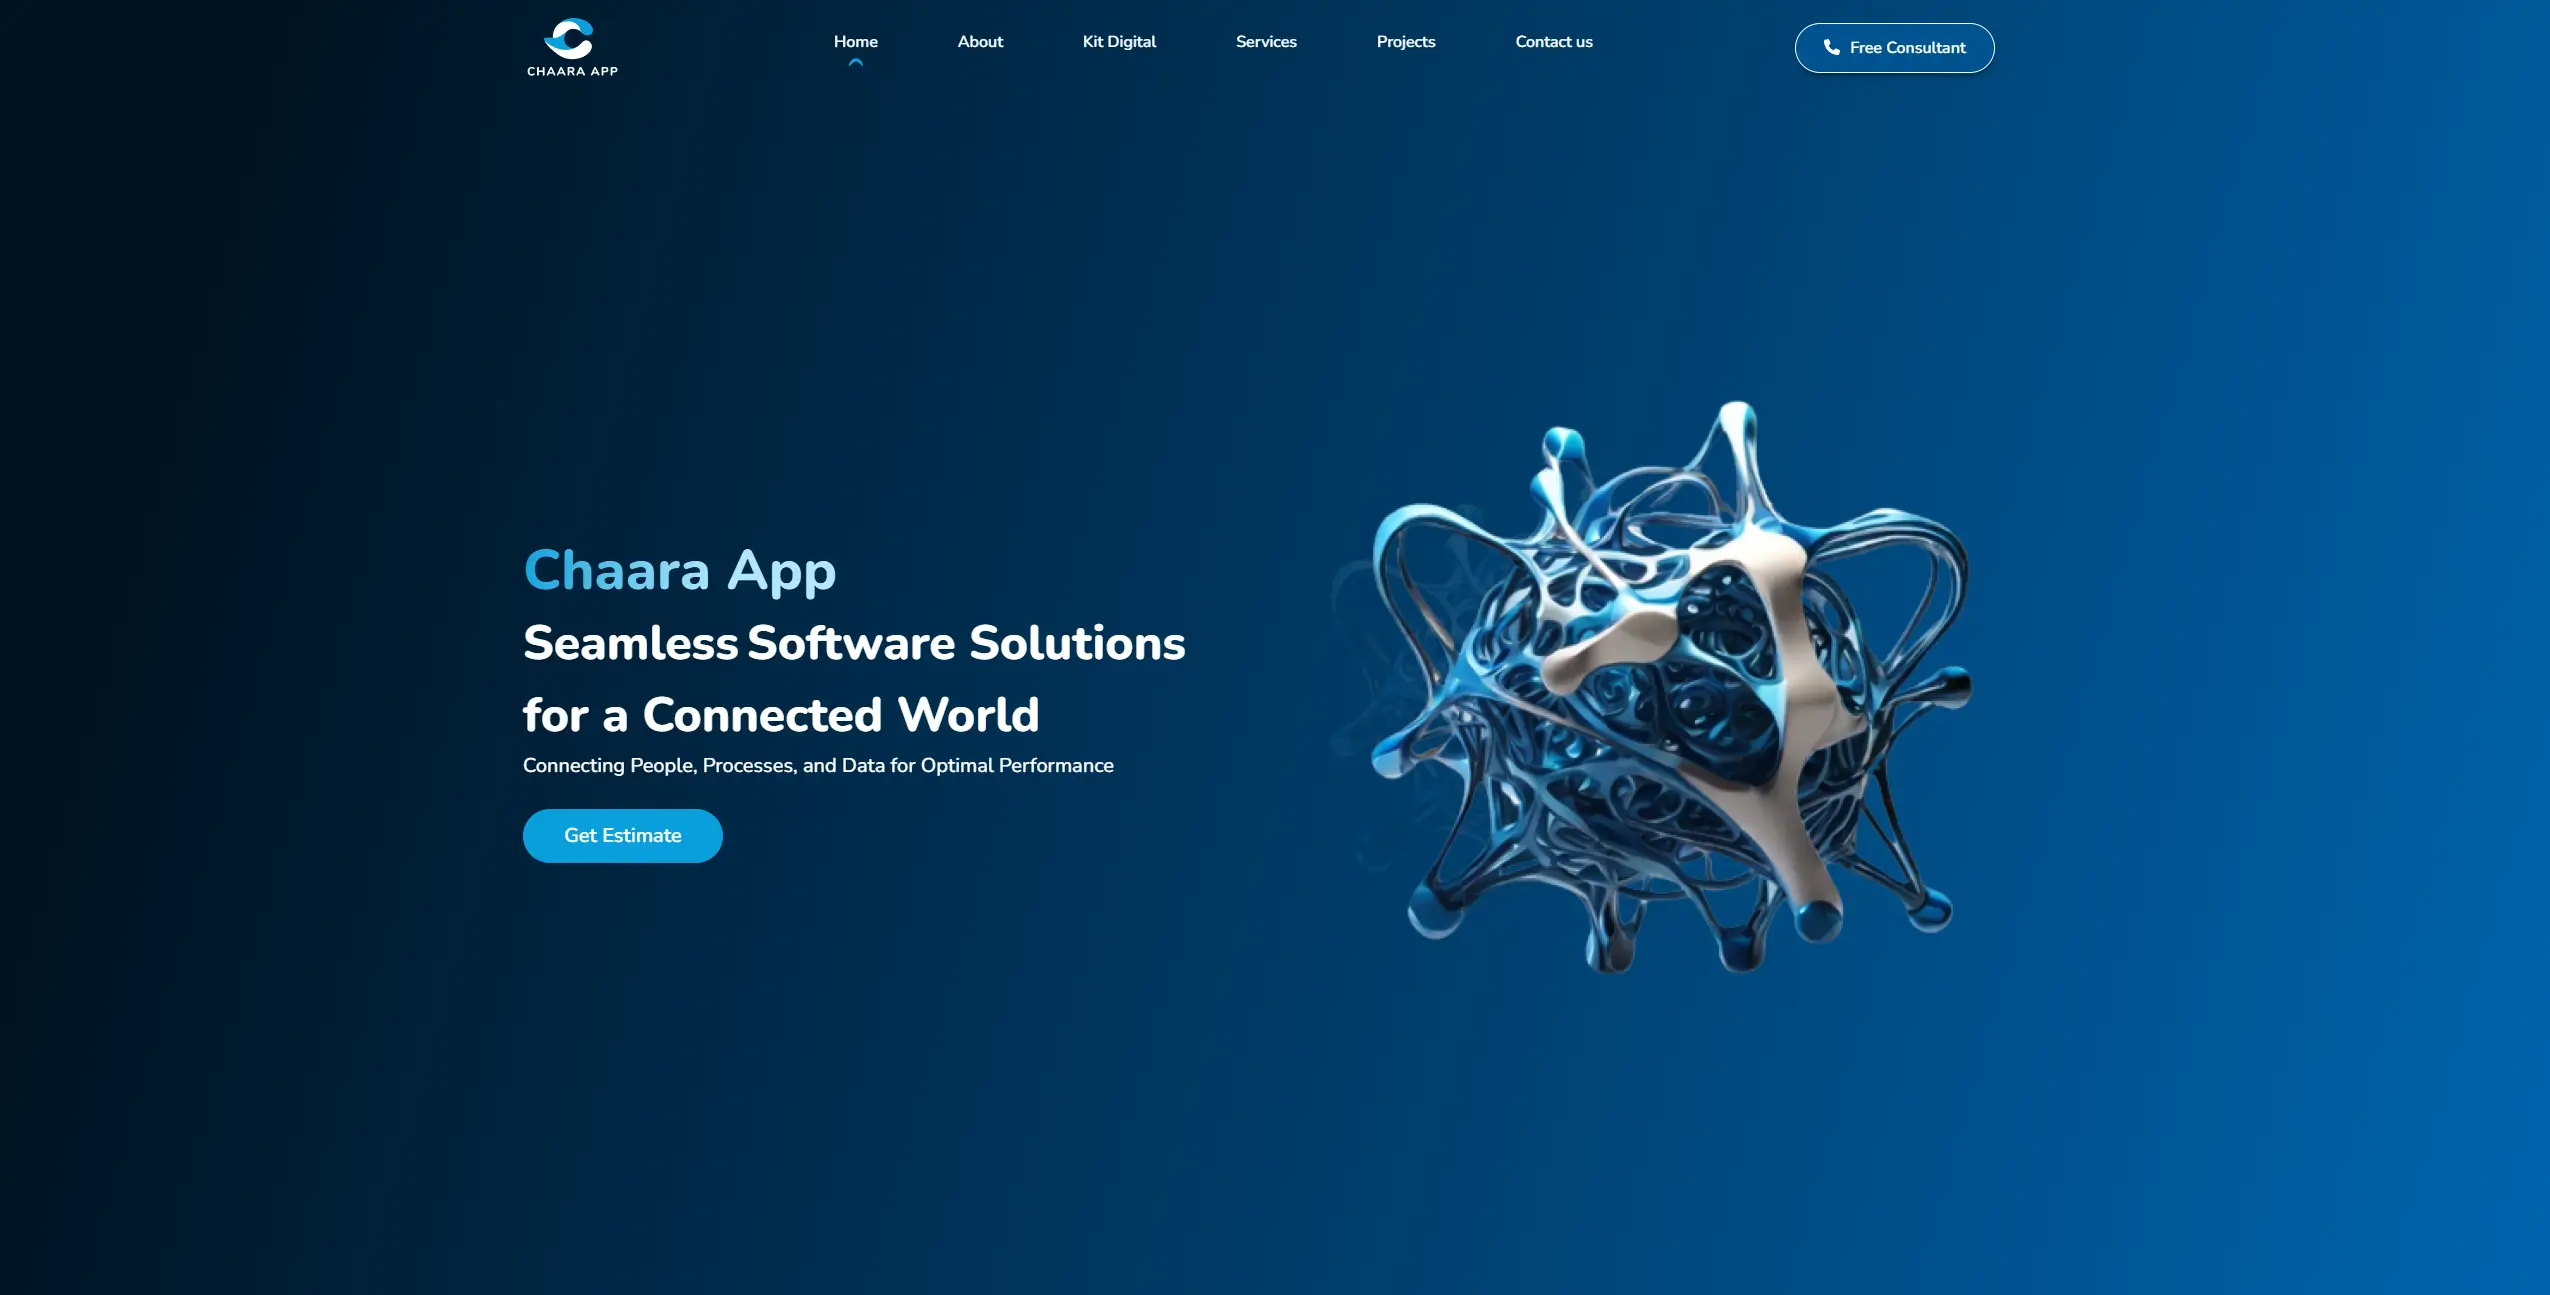 CHAARA APP
Home
About
Kit Digital
Services
Projects
Contact us
Free Consultant
Chaara App
Seamless Software Solutions
for a Connected World
Connecting People, Processes, and Data for Optimal Performance
Get Estimate